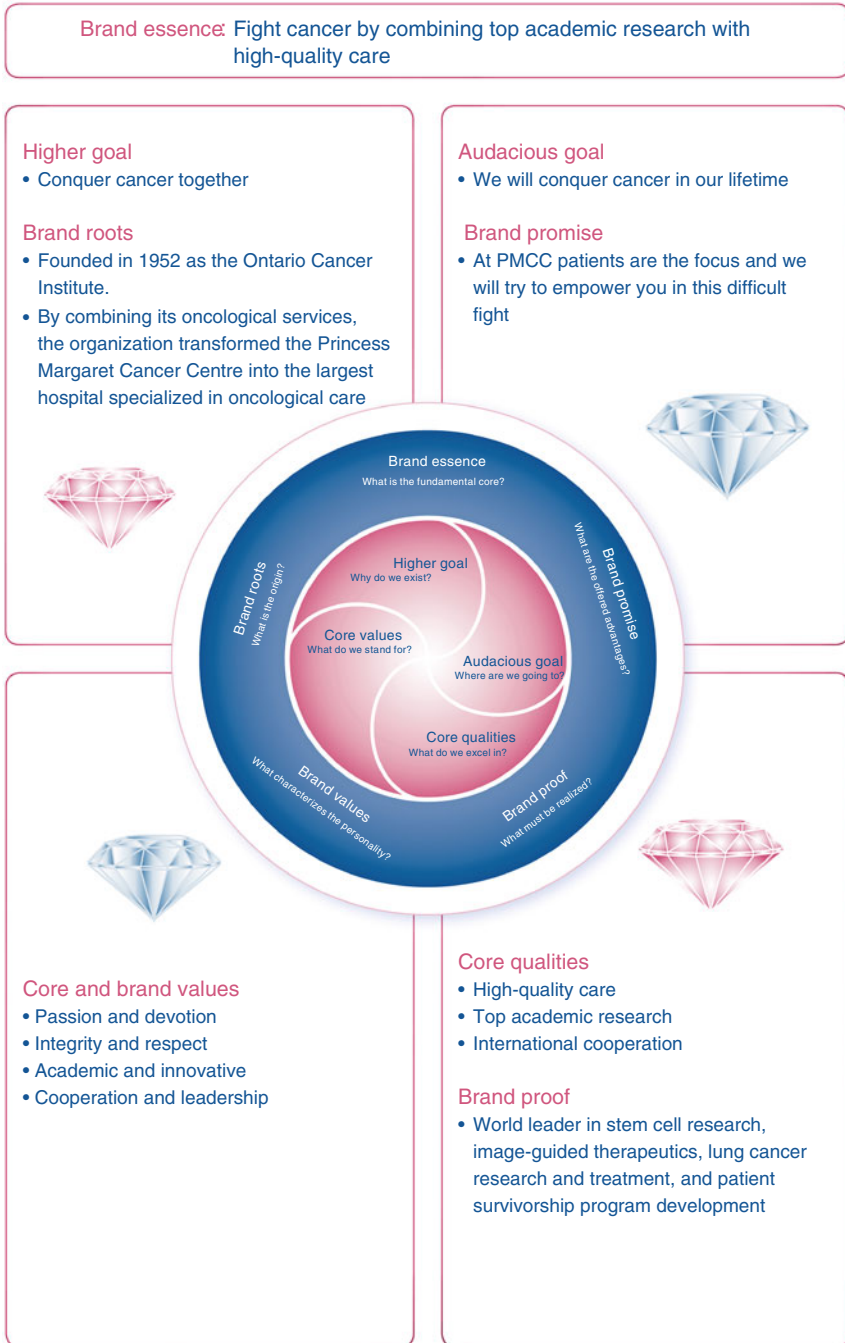 Brand essence: Fight cancer by combining top academic research with
high-quality care
Higher goal
• Conquer cancer together
Brand roots
• Founded in 1952 as the Ontario Cancer
Institute.
• By combining its oncological services,
the organization transformed the Princess
Margaret Cancer Centre into the largest
hospital specialized in oncological care
Audacious goal
• We will conquer cancer in our lifetime
Brand promise
• At PMCC patients are the focus and we
will try to empower you in this difficult
fight
Brand essence
What is the fundamental core?
Brand roots
What is the origin?
Brand promise
What are the offered advantages?
Higher goal
Why do we exist?
Core values
What do we stand for?
Audacious goal
Where are we going to?
Core qualities
What do we excel in?
Brand values
What characterizes the personality?
Brand proof
What must be realized?
Core and brand values
• Passion and devotion
• Integrity and respect
• Academic and innovative
• Cooperation and leadership
Core qualities
• High-quality care
• Top academic research
• International cooperation
Brand proof
• World leader in stem cell research,
image-guided therapeutics, lung cancer
research and treatment, and patient
survivorship program development